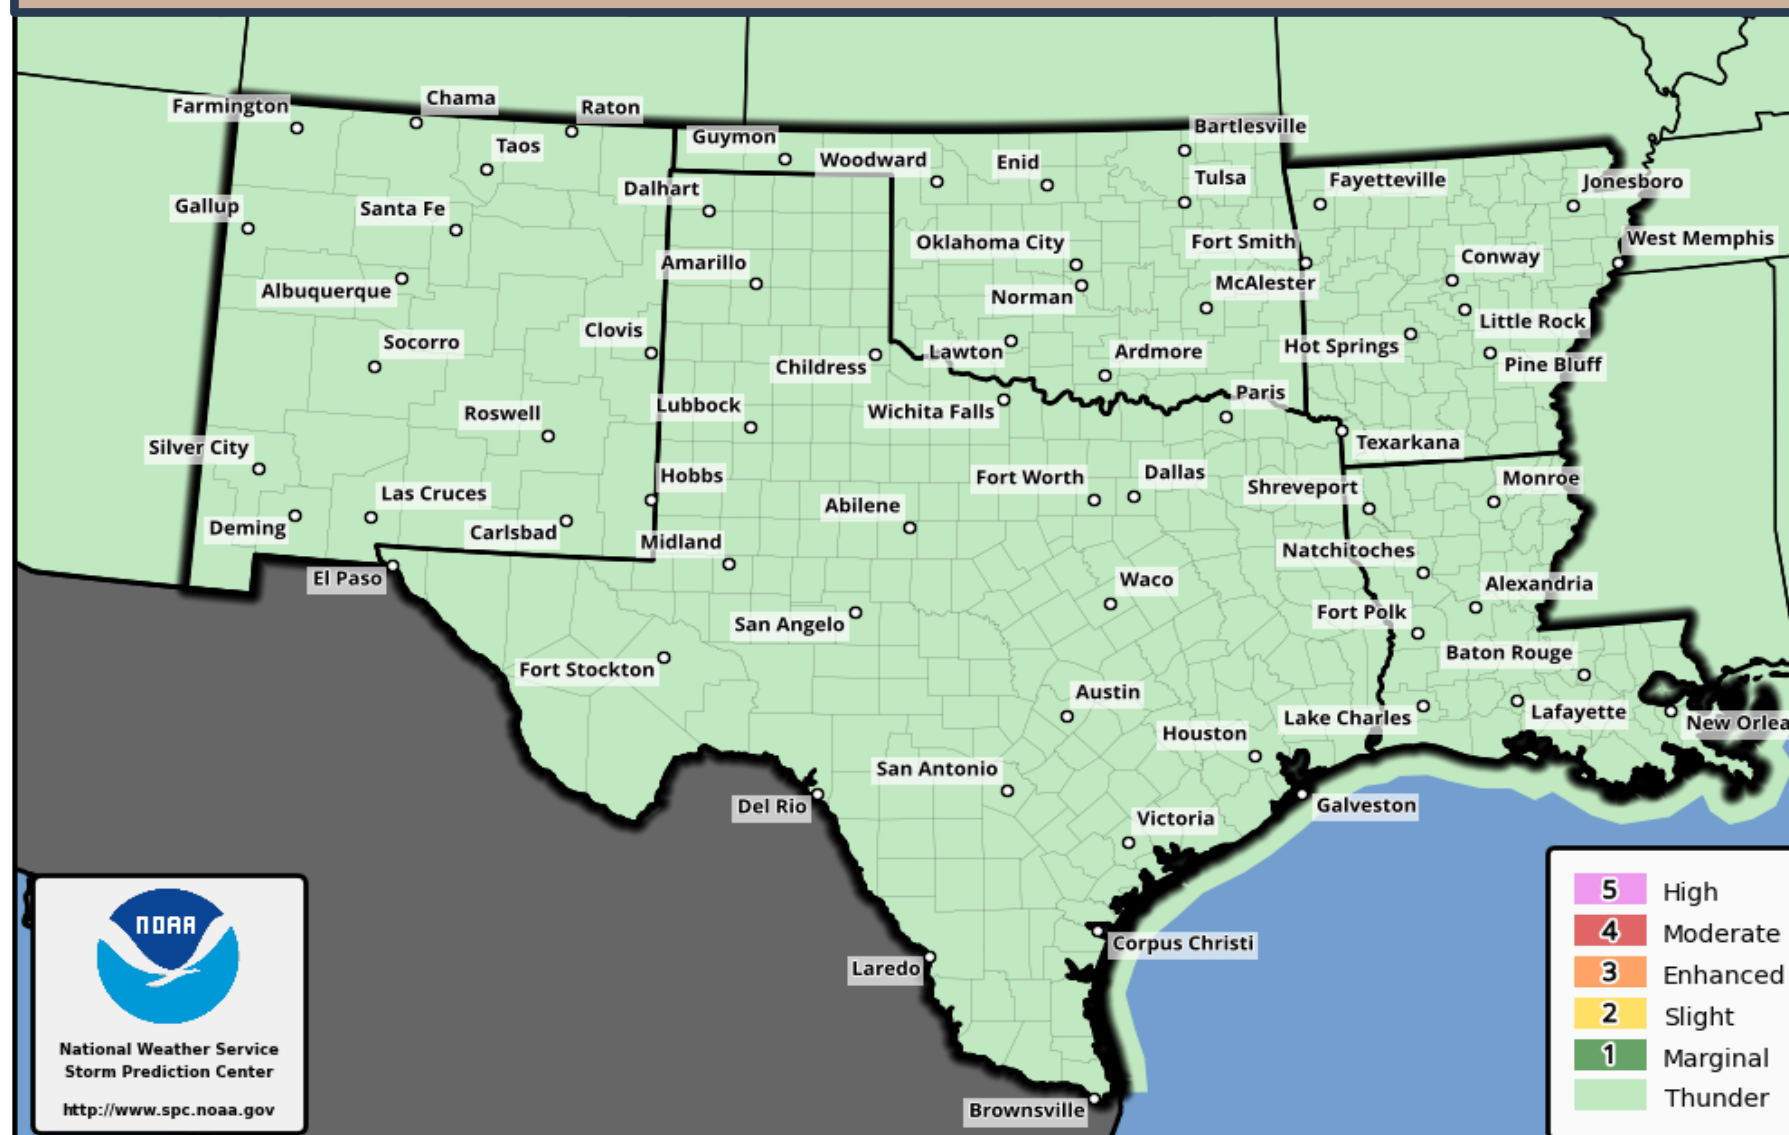 Farmington
Chama
Raton
Guymon
Bartlesville
Taos
Woodward
Enid
Tulsa
Fayetteville
Jonesboro
Dalhart
Gallup
Santa Fe
Oklahoma City
Fort Smith
West Memphis
Amarillo
Conway
Albuquerque
Norman
McAlester
Clovis
Little Rock
Socorro
Childress
Lawton
Ardmore
Hot Springs
Pine Bluff
Lubbock
Wichita Falls
Paris
Roswell
Silver City
Texarkana
Hobbs
Fort Worth
Dallas
Shreveport
Monroe
Las Cruces
Abilene
Deming
Carlsbad
Midland
Natchitoches
El Paso
Waco
Alexandria
San Angelo
Fort Polk
Fort Stockton
Baton Rouge
Austin
Lake Charles
Lafayette
New Orlea
Houston
San Antonio
Del Rio
Galveston
Victoria
Corpus Christi
Laredo
Brownsville
NOAA
National Weather Service
Storm Prediction Center
http://www.spc.noaa.gov
5 High
4 Moderate
3 Enhanced
2 Slight
1 Marginal
Thunder